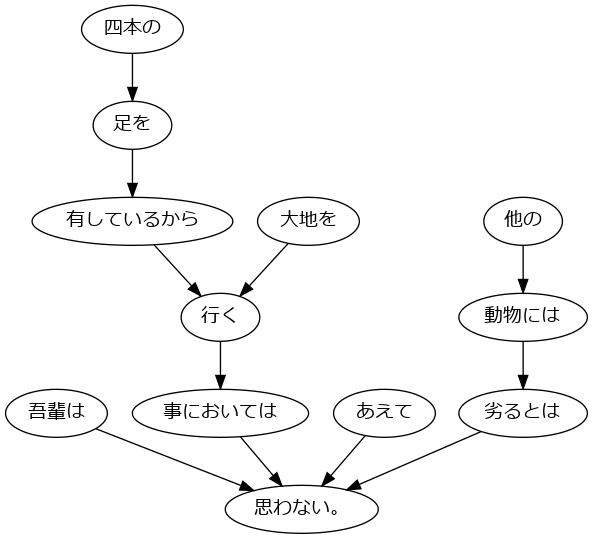 四本の
足を
有しているから
大地を
他の
行く
動物には
吾輩は
事においては
あえて
劣るとは
思わない。